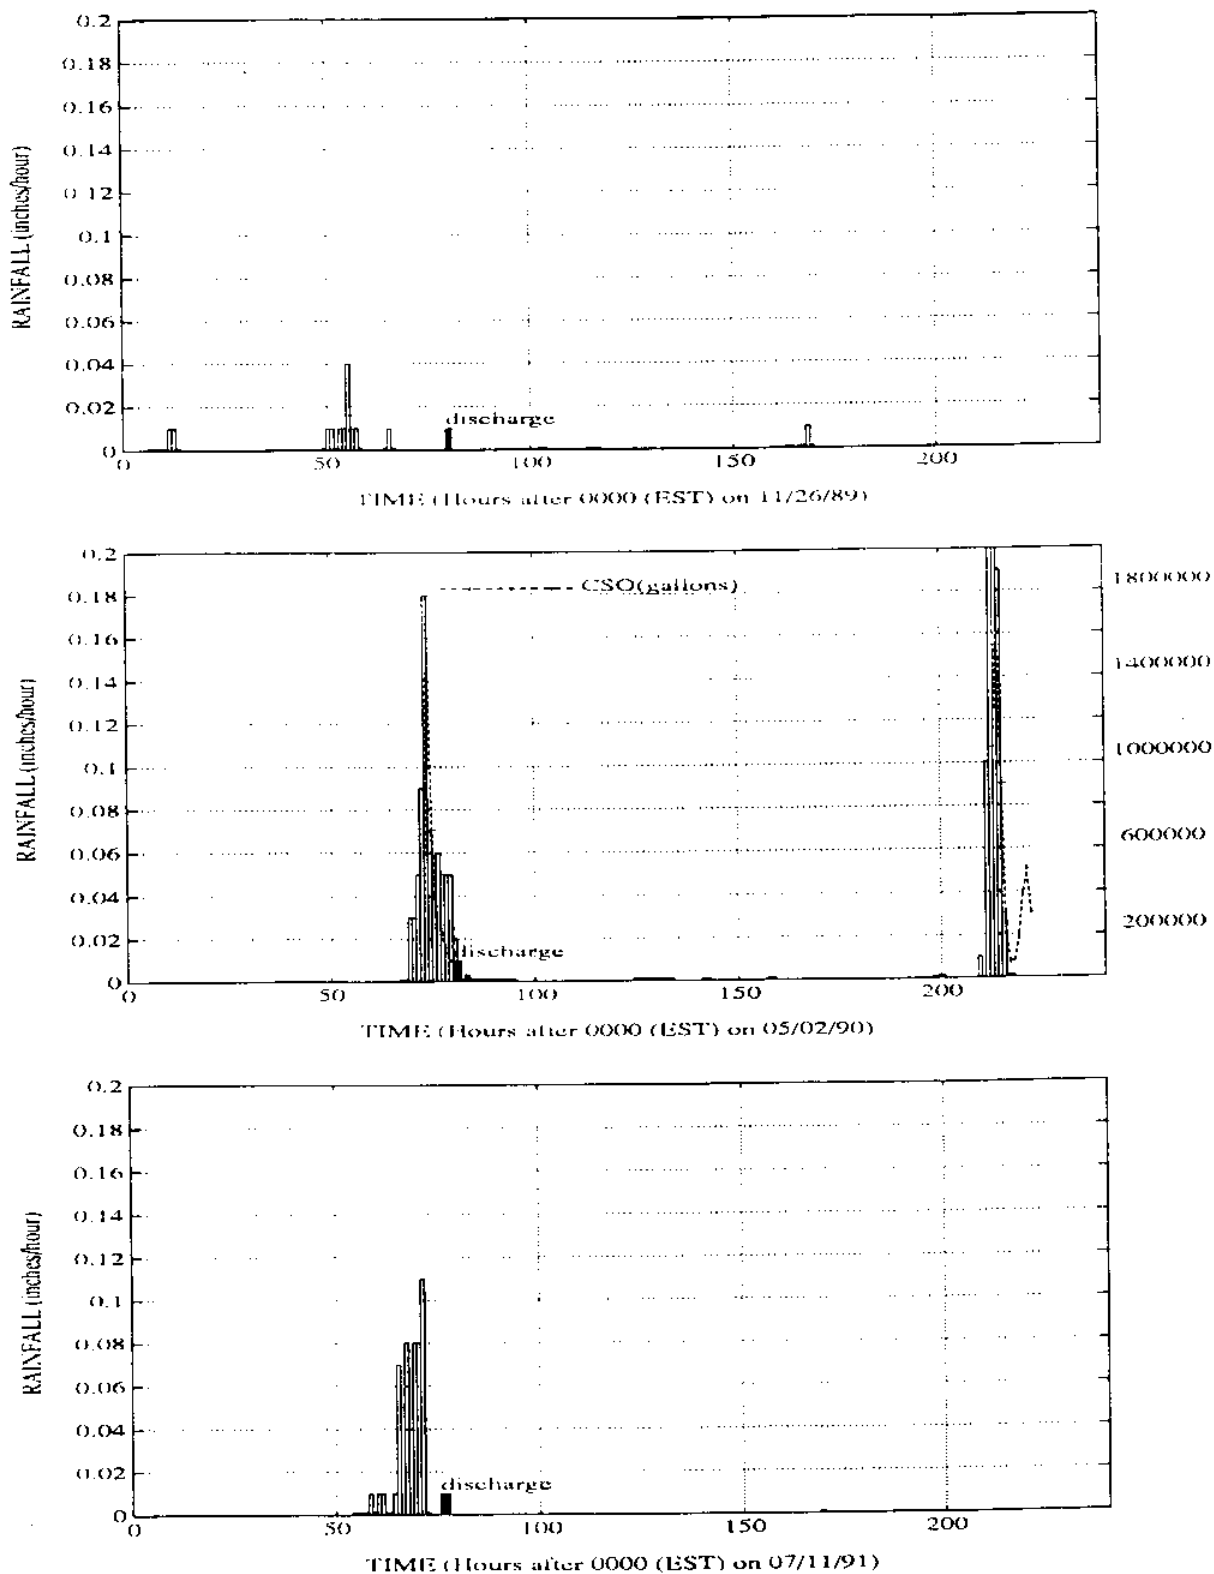 0.2
0.18
0.16
0.14
0.12
0.1
0.08
0.06
0.04
0.02
0
RAINFALL (inches/hour)
discharge
0 50 100 150 200
TIME (Hours after 0000 (EST) on 11/26/89)
0.2
0.18
0.16
0.14
0.12
0.1
0.08
0.06
0.04
0.02
0
RAINFALL (inches/hour)
CSO(gallons)
1800000
1400000
1000000
600000
200000
discharge
0 50 100 150 200
TIME (Hours after 0000 (EST) on 05/02/90)
0.2
0.18
0.16
0.14
0.12
0.1
0.08
0.06
0.04
0.02
0
RAINFALL (inches/hour)
discharge
0 50 100 150 200
TIME (Hours after 0000 (EST) on 07/11/91)